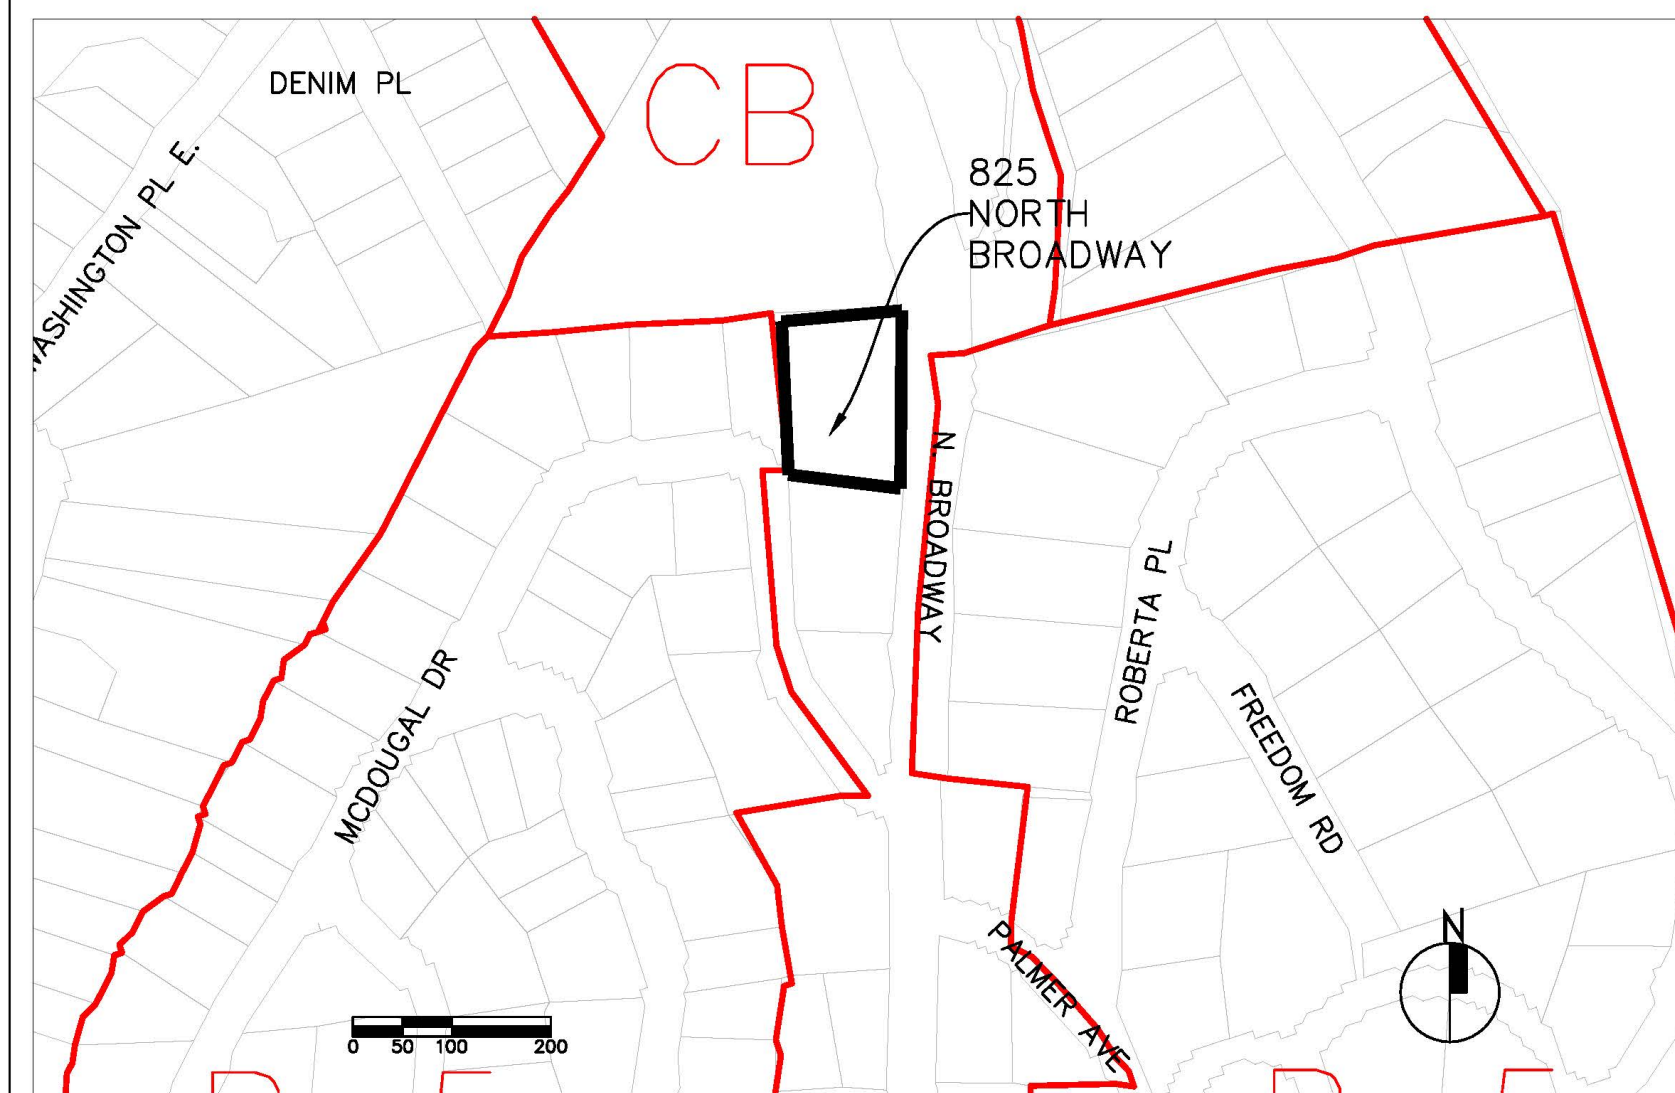 DENIM PL
CB
WASHINGTON PL E.
825
NORTH
BROADWAY
N. BROADWAY
ROBERTA PL
MCDOUGAL DR
FREEDOM RD
N
PALMER AVE
0 50 100 200